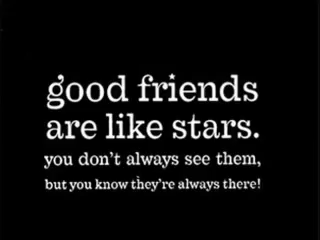 good friends
are like stars.
you don't always see them,
but you know they're always there!